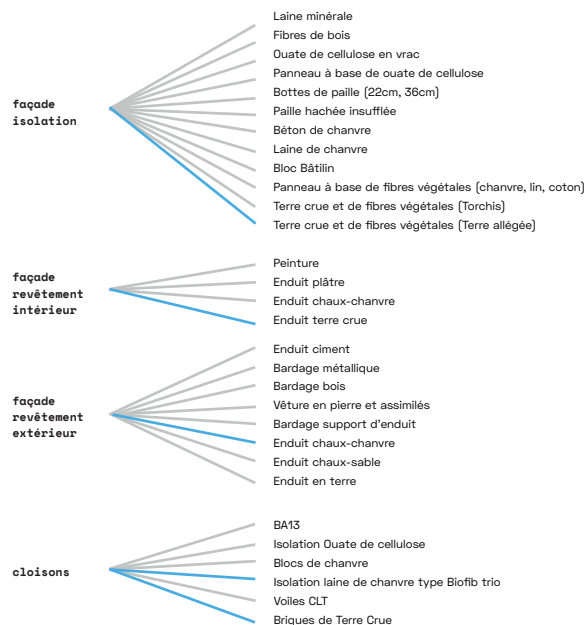 façade
isolation
Laine minérale
Fibres de bois
Ouate de cellulose en vrac
Panneau à base de ouate de cellulose
Bottes de paille (22cm, 36cm)
Paille hachée insufflée
Béton de chanvre
Laine de chanvre
Bloc Bâtilin
Panneau à base de fibres végétales (chanvre, lin, coton)
Terre crue et de fibres végétales (Torchis)
Terre crue et de fibres végétales (Terre allégée)
façade
revêtement
intérieur
Peinture
Enduit plâtre
Enduit chaux-chanvre
Enduit terre crue
façade
revêtement
extérieur
Enduit ciment
Bardage métallique
Bardage bois
Vêture en pierre et assimilés
Bardage support d'enduit
Enduit chaux-chanvre
Enduit chaux-sable
Enduit en terre
cloisons
BA13
Isolation Ouate de cellulose
Blocs de chanvre
Isolation laine de chanvre type Biofib trio
Voiles CLT
Briques de Terre Crue